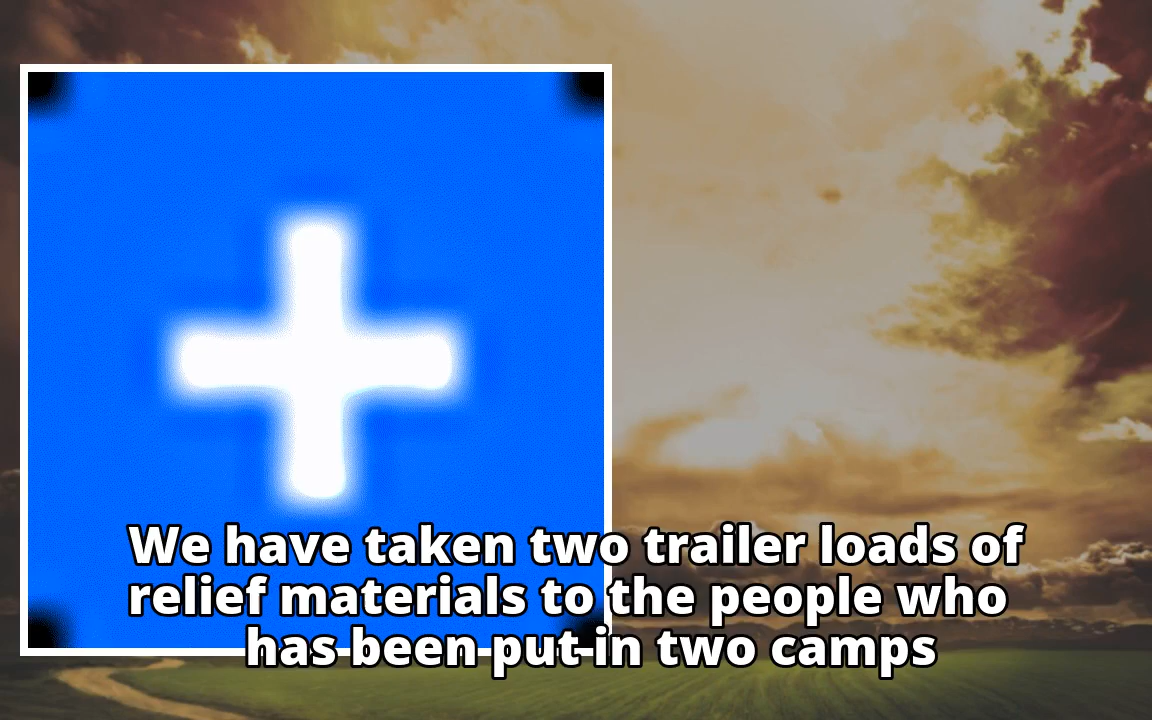 We have taken two trailer loads of
relief materials to the people who
has been put in two camps